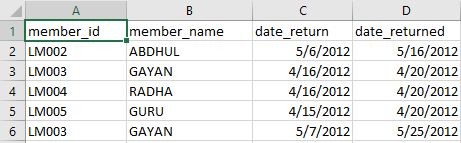 A B C D
1 member_id member_name date_return date_returned
2 LM002 ABDHUL 5/6/2012 5/16/2012
3 LM003 GAYAN 4/16/2012 4/20/2012
4 LM004 RADHA 4/16/2012 4/20/2012
5 LM005 GURU 4/15/2012 4/20/2012
6 LM003 GAYAN 5/7/2012 5/25/2012